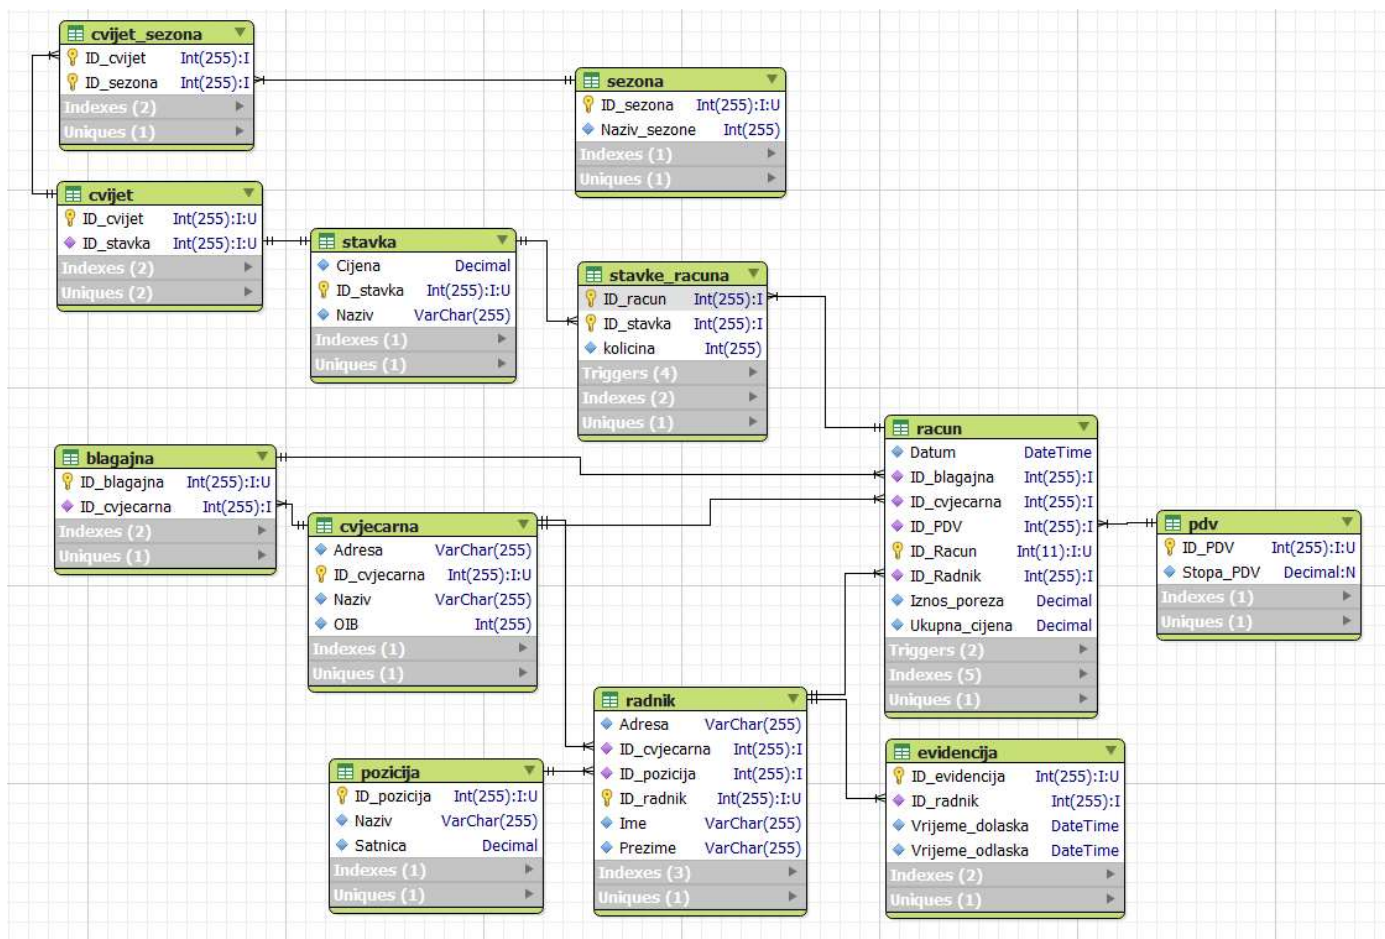 cvijet_sezona
ID_cvijet Int(255):I
ID_sezona Int(255):I
Indexes (2)
Uniques (1)
sezona
ID_sezona Int(255):I:U
Naziv_sezone Int(255)
Indexes (1)
Uniques (1)
cvijet
ID_cvijet Int(255):I:U
ID_stavka Int(255):I:U
Indexes (2)
Uniques (2)
stavka
Cijena Decimal
ID_stavka Int(255):I:U
Naziv VarChar(255)
Indexes (1)
Uniques (1)
stavke_racuna
ID_racun Int(255):I
ID_stavka Int(255):I
kolicina Int(255)
Triggers (4)
Indexes (2)
Uniques (1)
racun
Datum DateTime
ID_blagajna Int(255):I
ID_cvjecarna Int(255):I
ID_PDV Int(255):I
ID_Racun Int(11):I:U
ID_Radnik Int(255):I
Iznos_poreza Decimal
Ukupna_cijena Decimal
Triggers (2)
Indexes (5)
Uniques (1)
blagajna
ID_blagajna Int(255):I:U
ID_cvjecarna Int(255):I
Indexes (2)
Uniques (1)
cvjecarna
Adresa VarChar(255)
ID_cvjecarna Int(255):I:U
Naziv VarChar(255)
OIB Int(255)
Indexes (1)
Uniques (1)
pdv
ID_PDV Int(255):I:U
Stopa_PDV Decimal:N
Indexes (1)
Uniques (1)
radnik
Adresa VarChar(255)
ID_cvjecarna Int(255):I
ID_pozicija Int(255):I
ID_radnik Int(255):I:U
Ime VarChar(255)
Prezime VarChar(255)
Indexes (3)
Uniques (1)
pozicija
ID_pozicija Int(255):I:U
Naziv VarChar(255)
Satnica Decimal
Indexes (1)
Uniques (1)
evidencija
ID_evidencija Int(255):I:U
ID_radnik Int(255):I
Vrijeme_dolaska DateTime
Vrijeme_odlaska DateTime
Indexes (2)
Uniques (1)